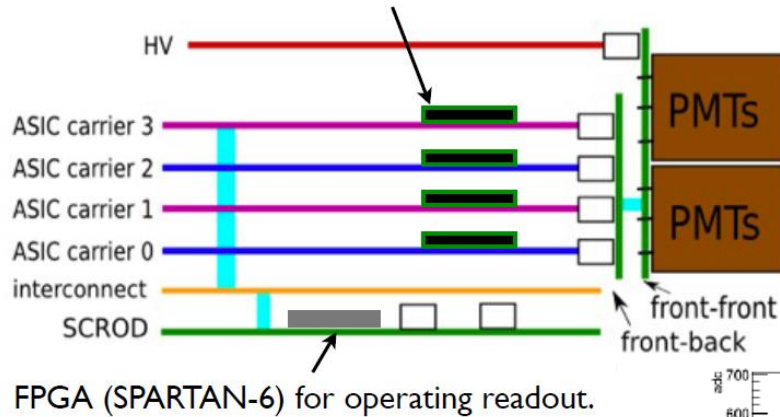 HV
PMTs
ASIC carrier 3
ASIC carrier 2
ASIC carrier 1
PMTs
ASIC carrier 0
interconnect
front-front
SCROD
front-back
FPGA (SPARTAN-6) for operating readout.
adc
700
600